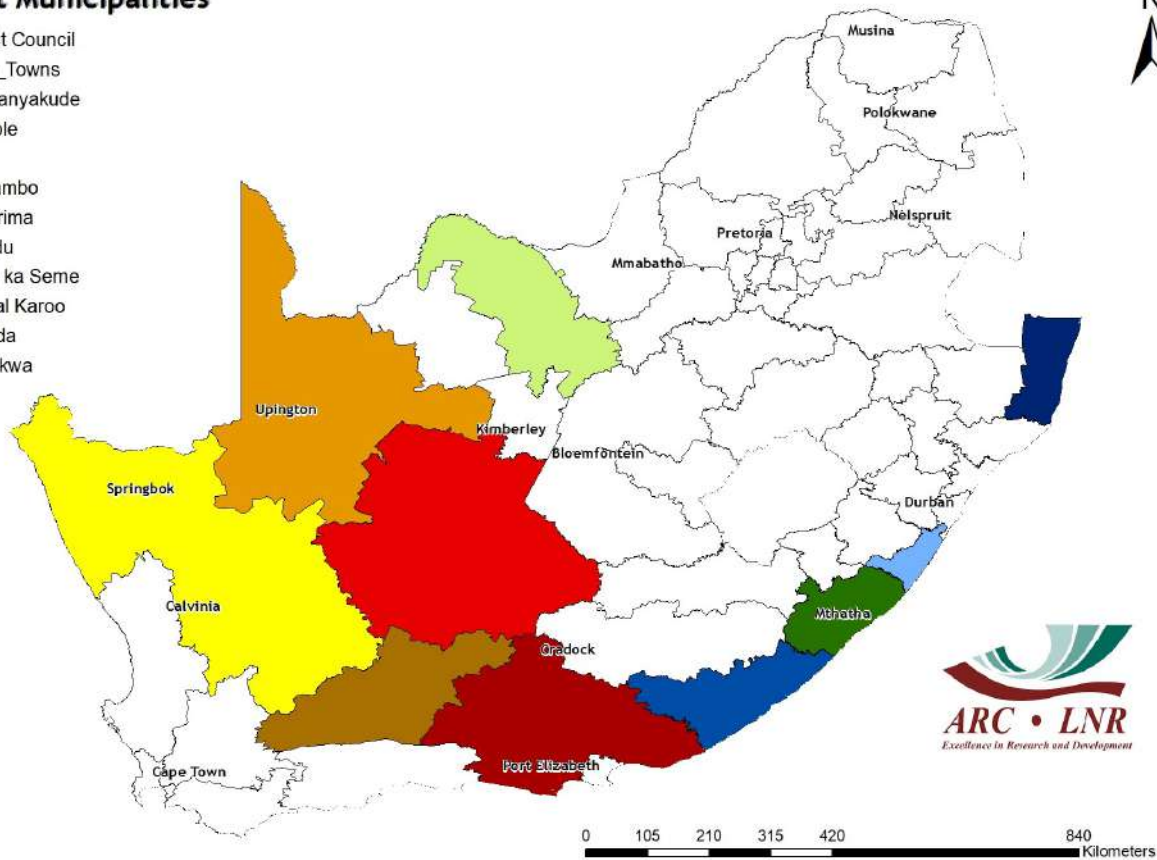 t Municipalities
t Council
_Towns
anyakude
ole
ambo
rima
du
ka Seme
al Karoo
da
kwa
N
Musina
Polokwane
Nelspruit
Pretoria
Mmabatho
Upington
Kimberley
Bloemfontein
Springbok
Durban
Calvinia
Mthatha
Cradock
Cape Town
Port Elizabeth
ARC • LNR
Excellence in Research and Development
0 105 210 315 420 840
Kilometers